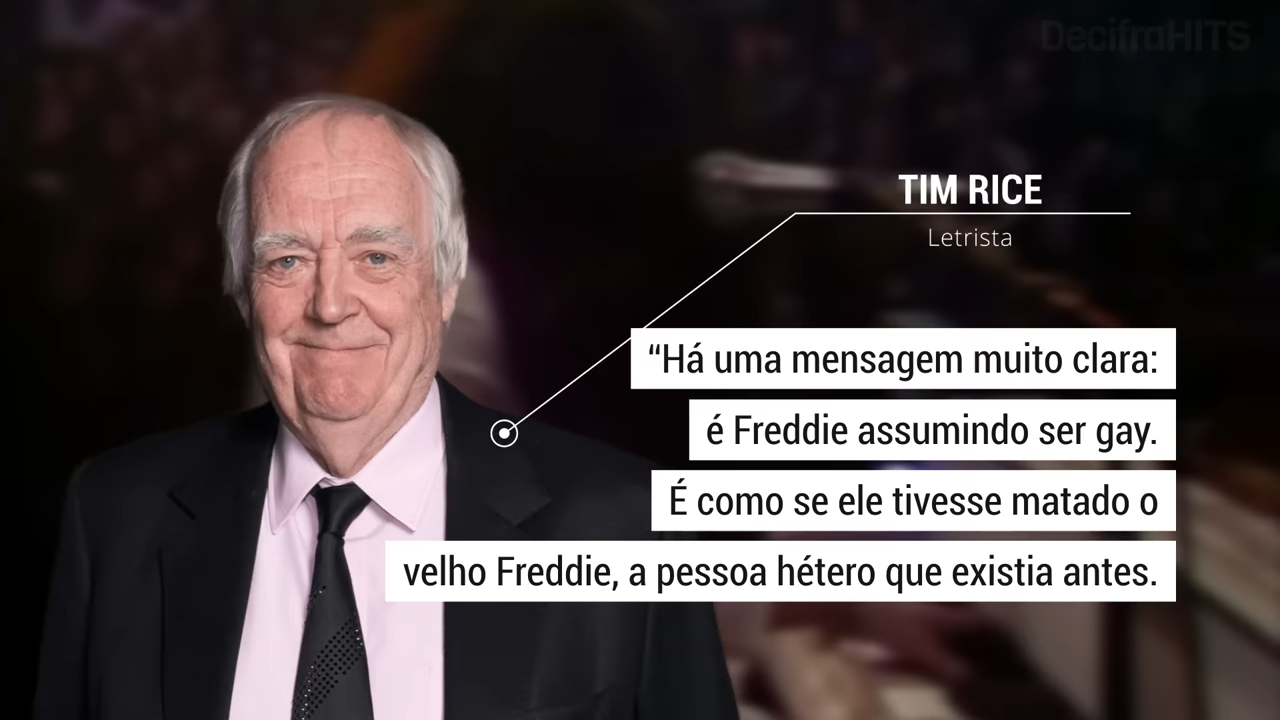 DecifraHITS
TIM RICE
Letrista
“Há uma mensagem muito clara:
é Freddie assumindo ser gay.
É como se ele tivesse matado o
velho Freddie, a pessoa hétero que existia antes.